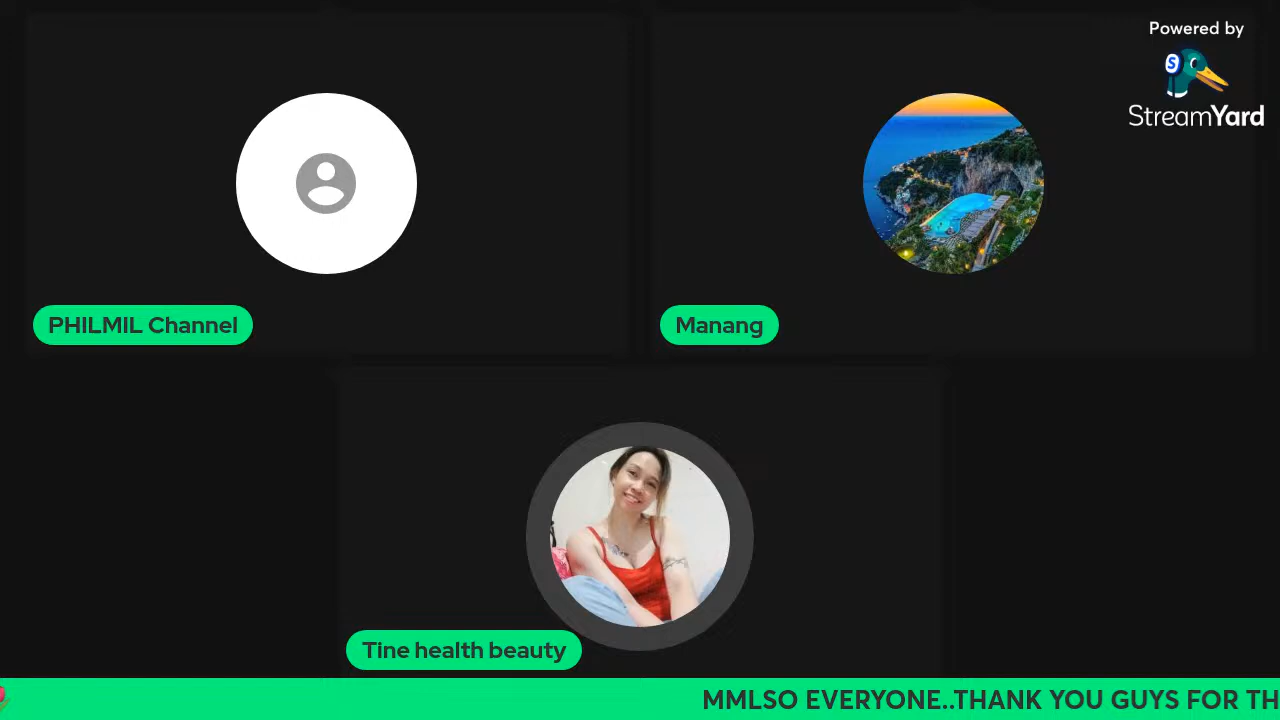 Powered by
S
StreamYard
PHILMIL Channel
Manang
Tine health beauty
MMLSO EVERYONE..THANK YOU GUYS FOR TH